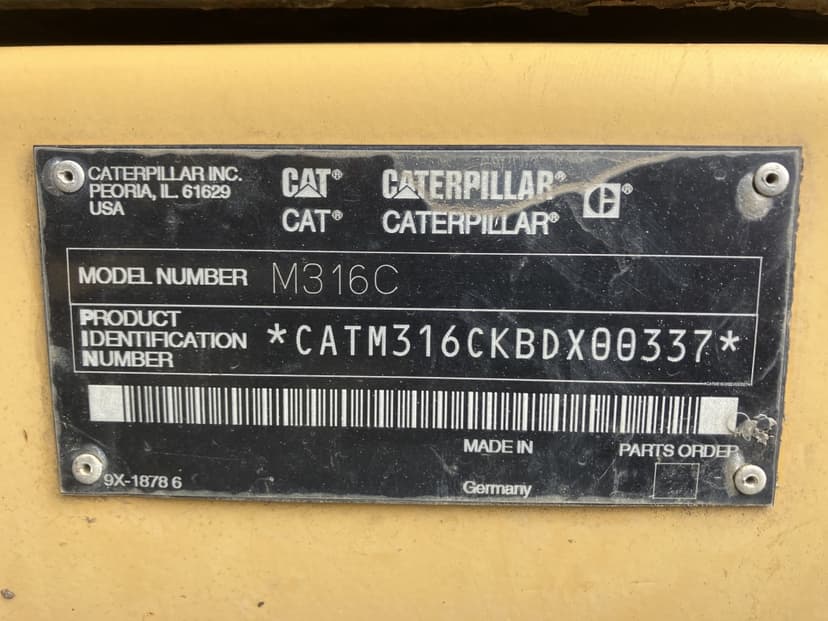 CATERPILLAR INC.
PEORIA, IL. 61629
USA
CAT® CATERPILLAR® ®
CAT® CATERPILLAR®
MODEL NUMBER M316C
PRODUCT
IDENTIFICATION
NUMBER
*CATM316CKBDX00337*
MADE IN
PARTS ORDER
9X-1878 6
Germany